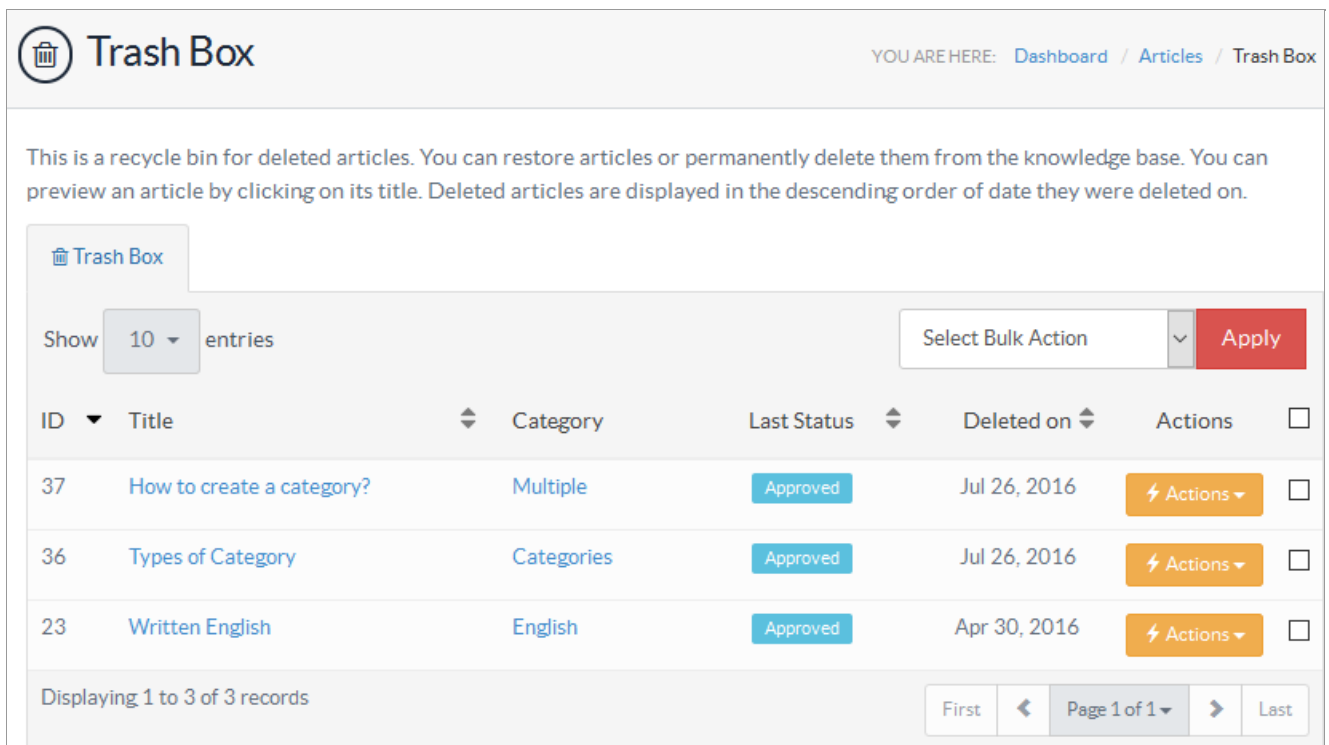 Trash Box
YOU ARE HERE: Dashboard / Articles / Trash Box
This is a recycle bin for deleted articles. You can restore articles or permanently delete them from the knowledge base. You can
preview an article by clicking on its title. Deleted articles are displayed in the descending order of date they were deleted on.
Trash Box
Show 10 entries
Select Bulk Action Apply
ID Title Category Last Status Deleted on Actions
37 How to create a category? Multiple Approved Jul 26, 2016 Actions
36 Types of Category Categories Approved Jul 26, 2016 Actions
23 Written English English Approved Apr 30, 2016 Actions
Displaying 1 to 3 of 3 records
First Page 1 of 1 Last